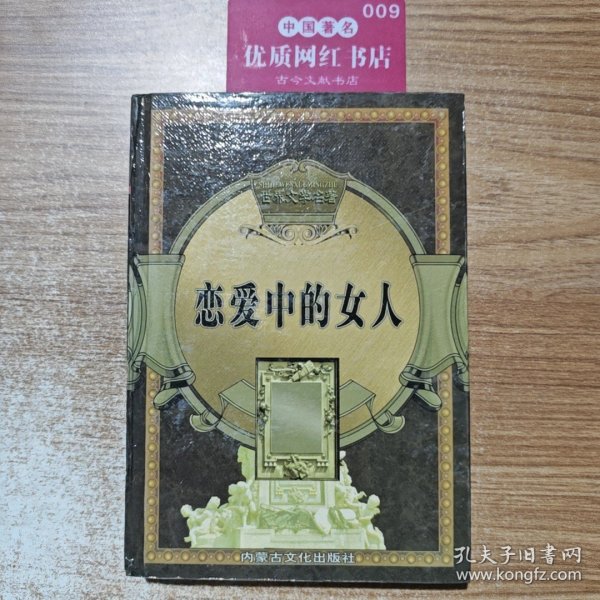 009
中国著名
优质网红书店
古今文献书店
SHIJIEWENXUEMINGZHU
世界文学名著
恋爱中的女人
内蒙古文化出版社
孔夫子旧书网
www.kongfz.com